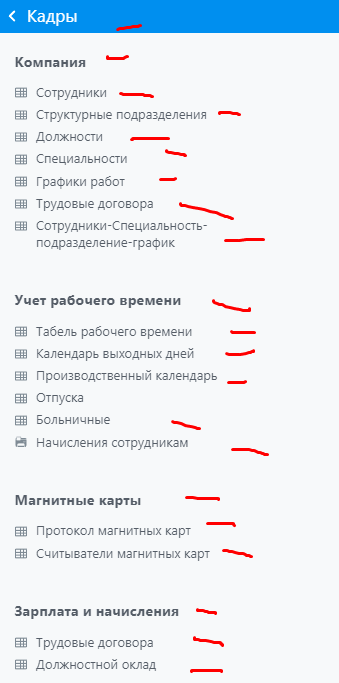 Кадры
Компания
Сотрудники
Структурные подразделения
Должности
Специальности
Графики работ
Трудовые договора
Сотрудники-Специальность-
подразделение-график
Учет рабочего времени
Табель рабочего времени
Календарь выходных дней
Производственный календарь
Отпуска
Больничные
Начисления сотрудникам
Магнитные карты
Протокол магнитных карт
Считыватели магнитных карт
Зарплата и начисления
Трудовые договора
Должностной оклад